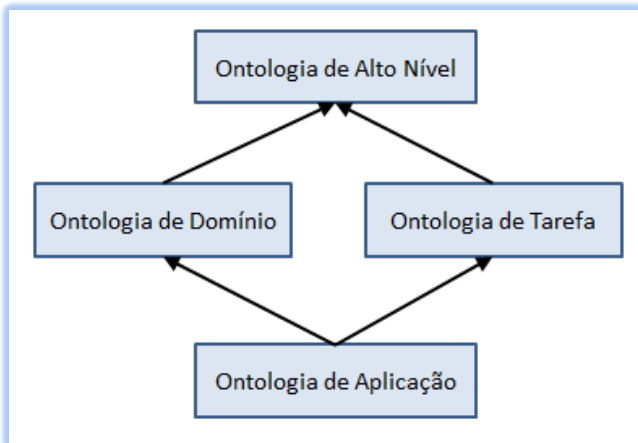 Ontologia de Alto Nível
Ontologia de Domínio
Ontologia de Tarefa
Ontologia de Aplicação